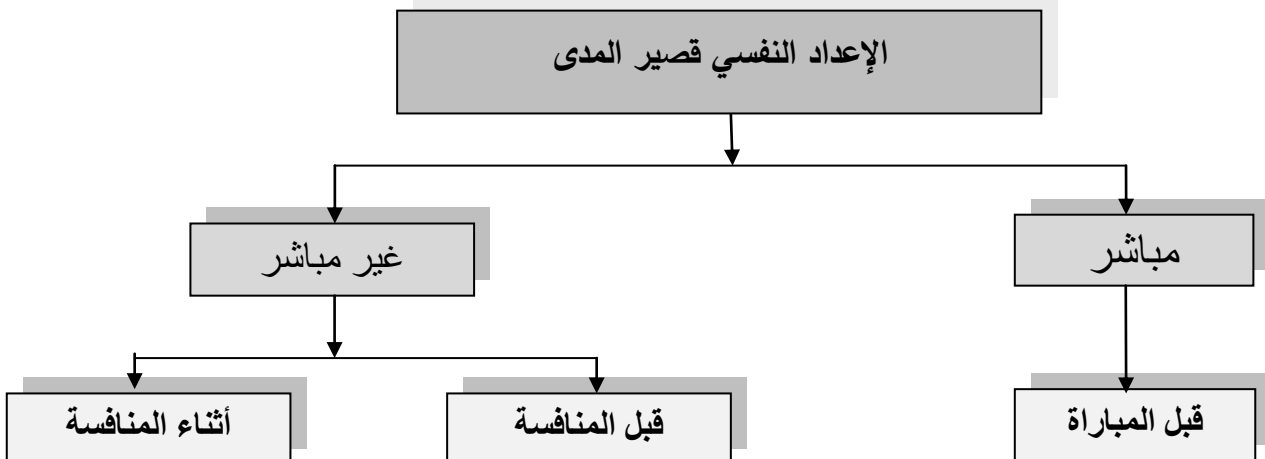 الإعداد النفسي قصير المدى
مباشر
غير مباشر
قبل المباراة
قبل المنافسة
أثناء المنافسة